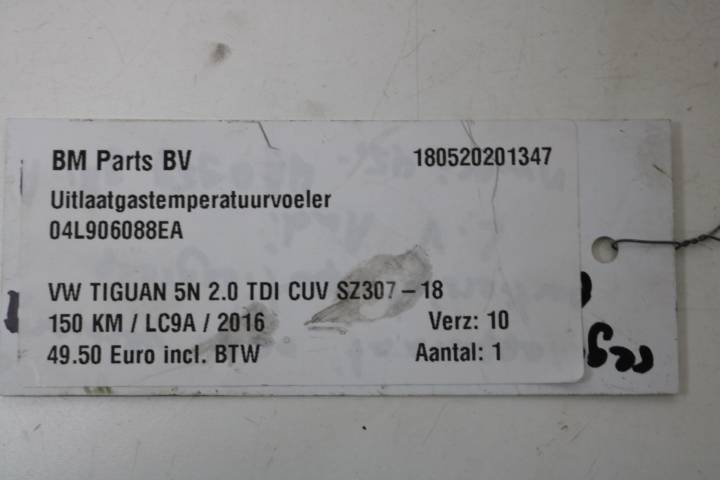 BM Parts BV 180520201347
Uitlaatgastemperatuurvoeler
04L906088EA
VW TIGUAN 5N 2.0 TDI CUV SZ307-18
150 KM / LC9A / 2016 Verz: 10
49.50 Euro incl. BTW Aantal: 1